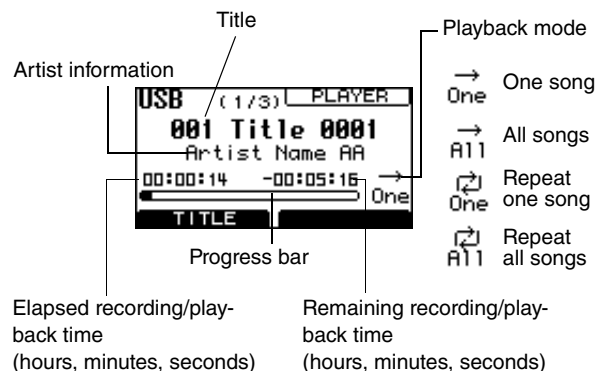 Title
Playback mode
Artist information
USB (1/3) PLAYER
001 Title 0001
Artist Name AA
00:00:14 -00:05:16
→ One
TITLE
→ One One song
→ All All songs
One Repeat one song
All Repeat all songs
Progress bar
Elapsed recording/play-
back time
(hours, minutes, seconds)
Remaining recording/play-
back time
(hours, minutes, seconds)